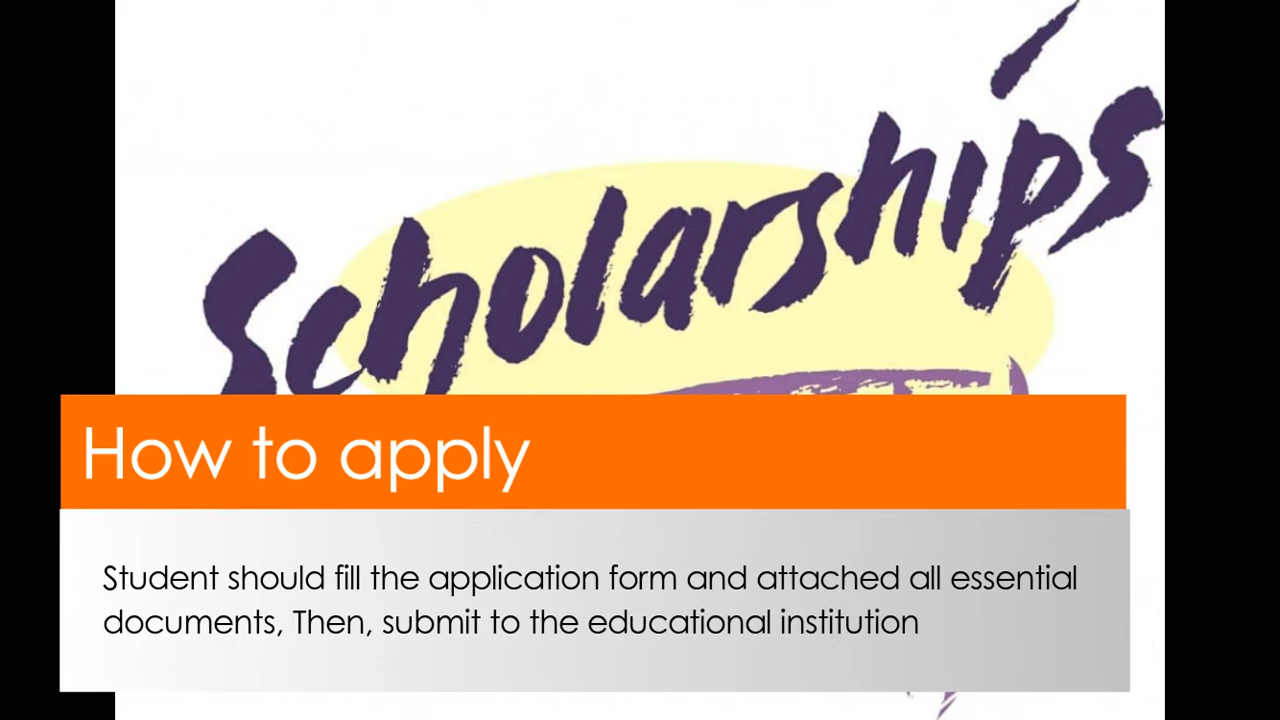 Scholarships
How to apply
Student should fill the application form and attached all essential
documents, Then, submit to the educational institution